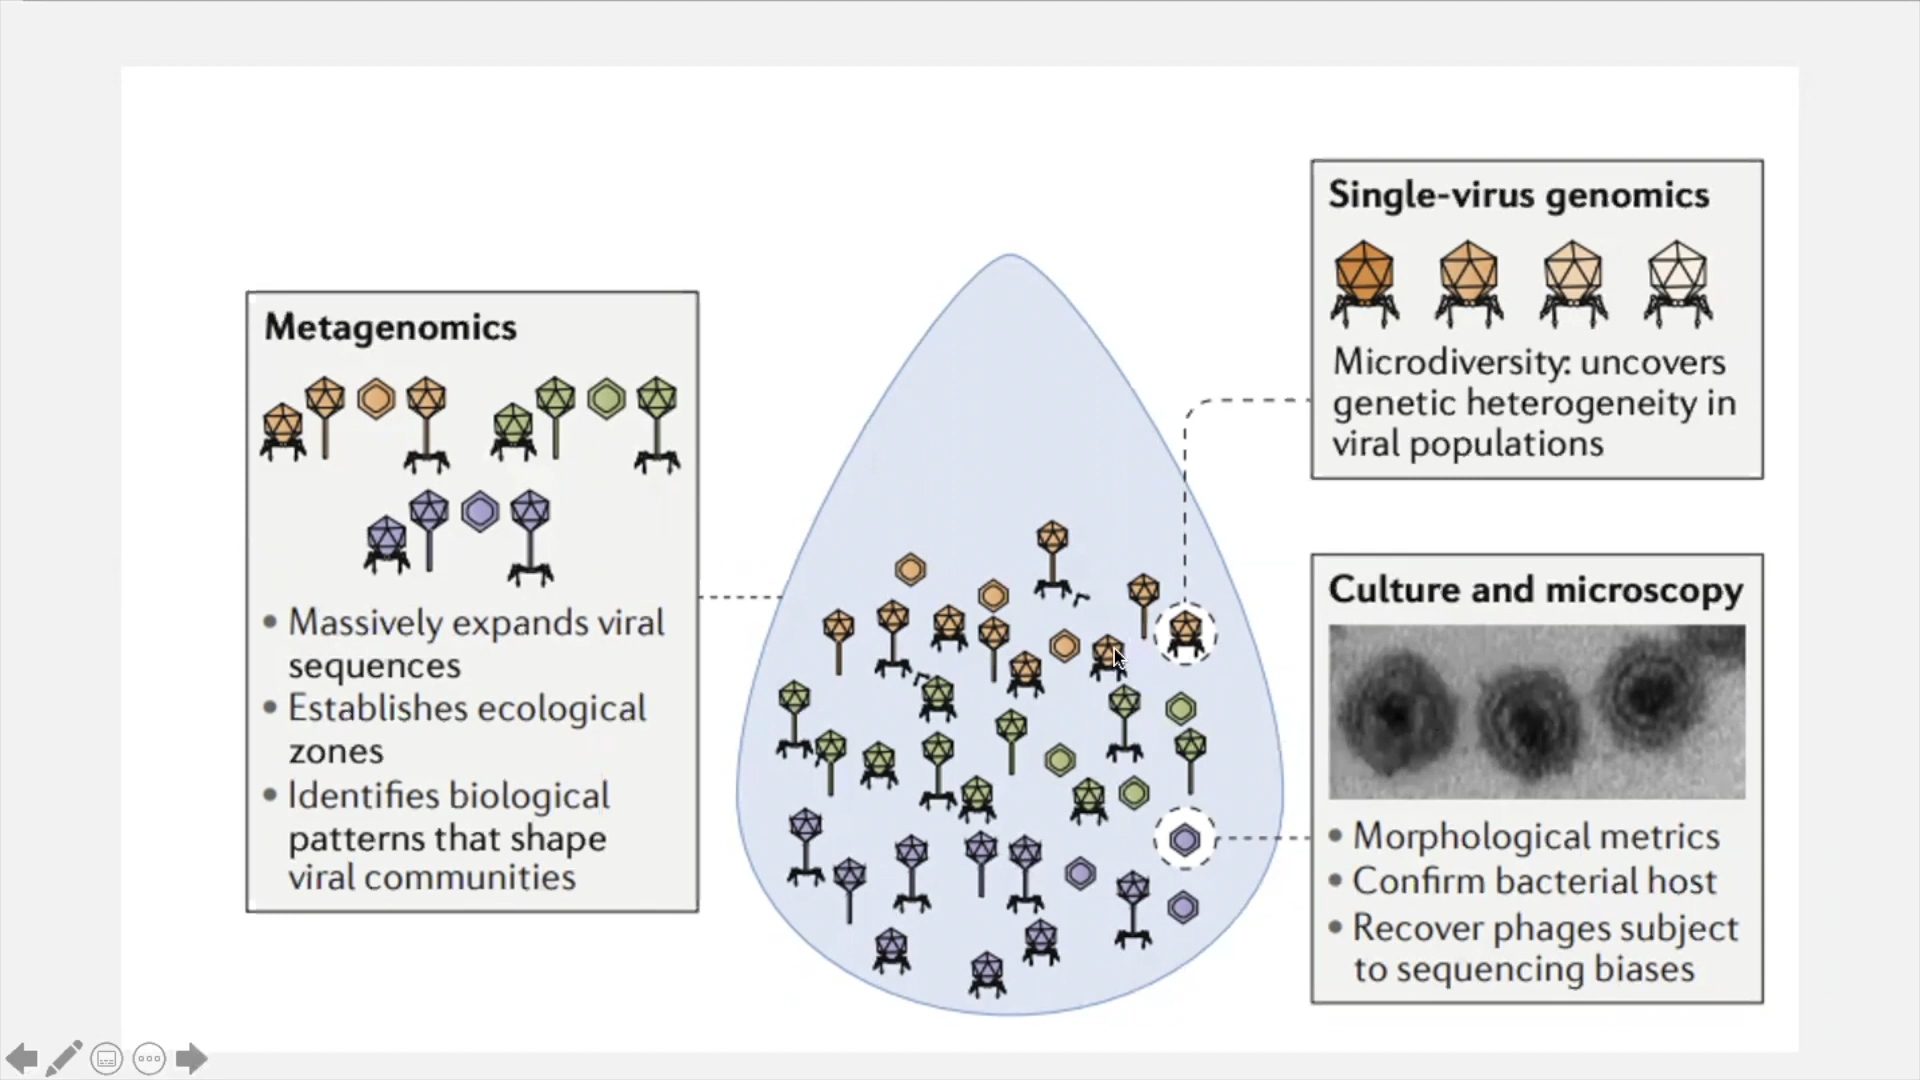 Metagenomics
• Massively expands viral
sequences
• Establishes ecological
zones
• Identifies biological
patterns that shape
viral communities
Single-virus genomics
Microdiversity: uncovers
genetic heterogeneity in
viral populations
Culture and microscopy
• Morphological metrics
• Confirm bacterial host
• Recover phages subject
to sequencing biases